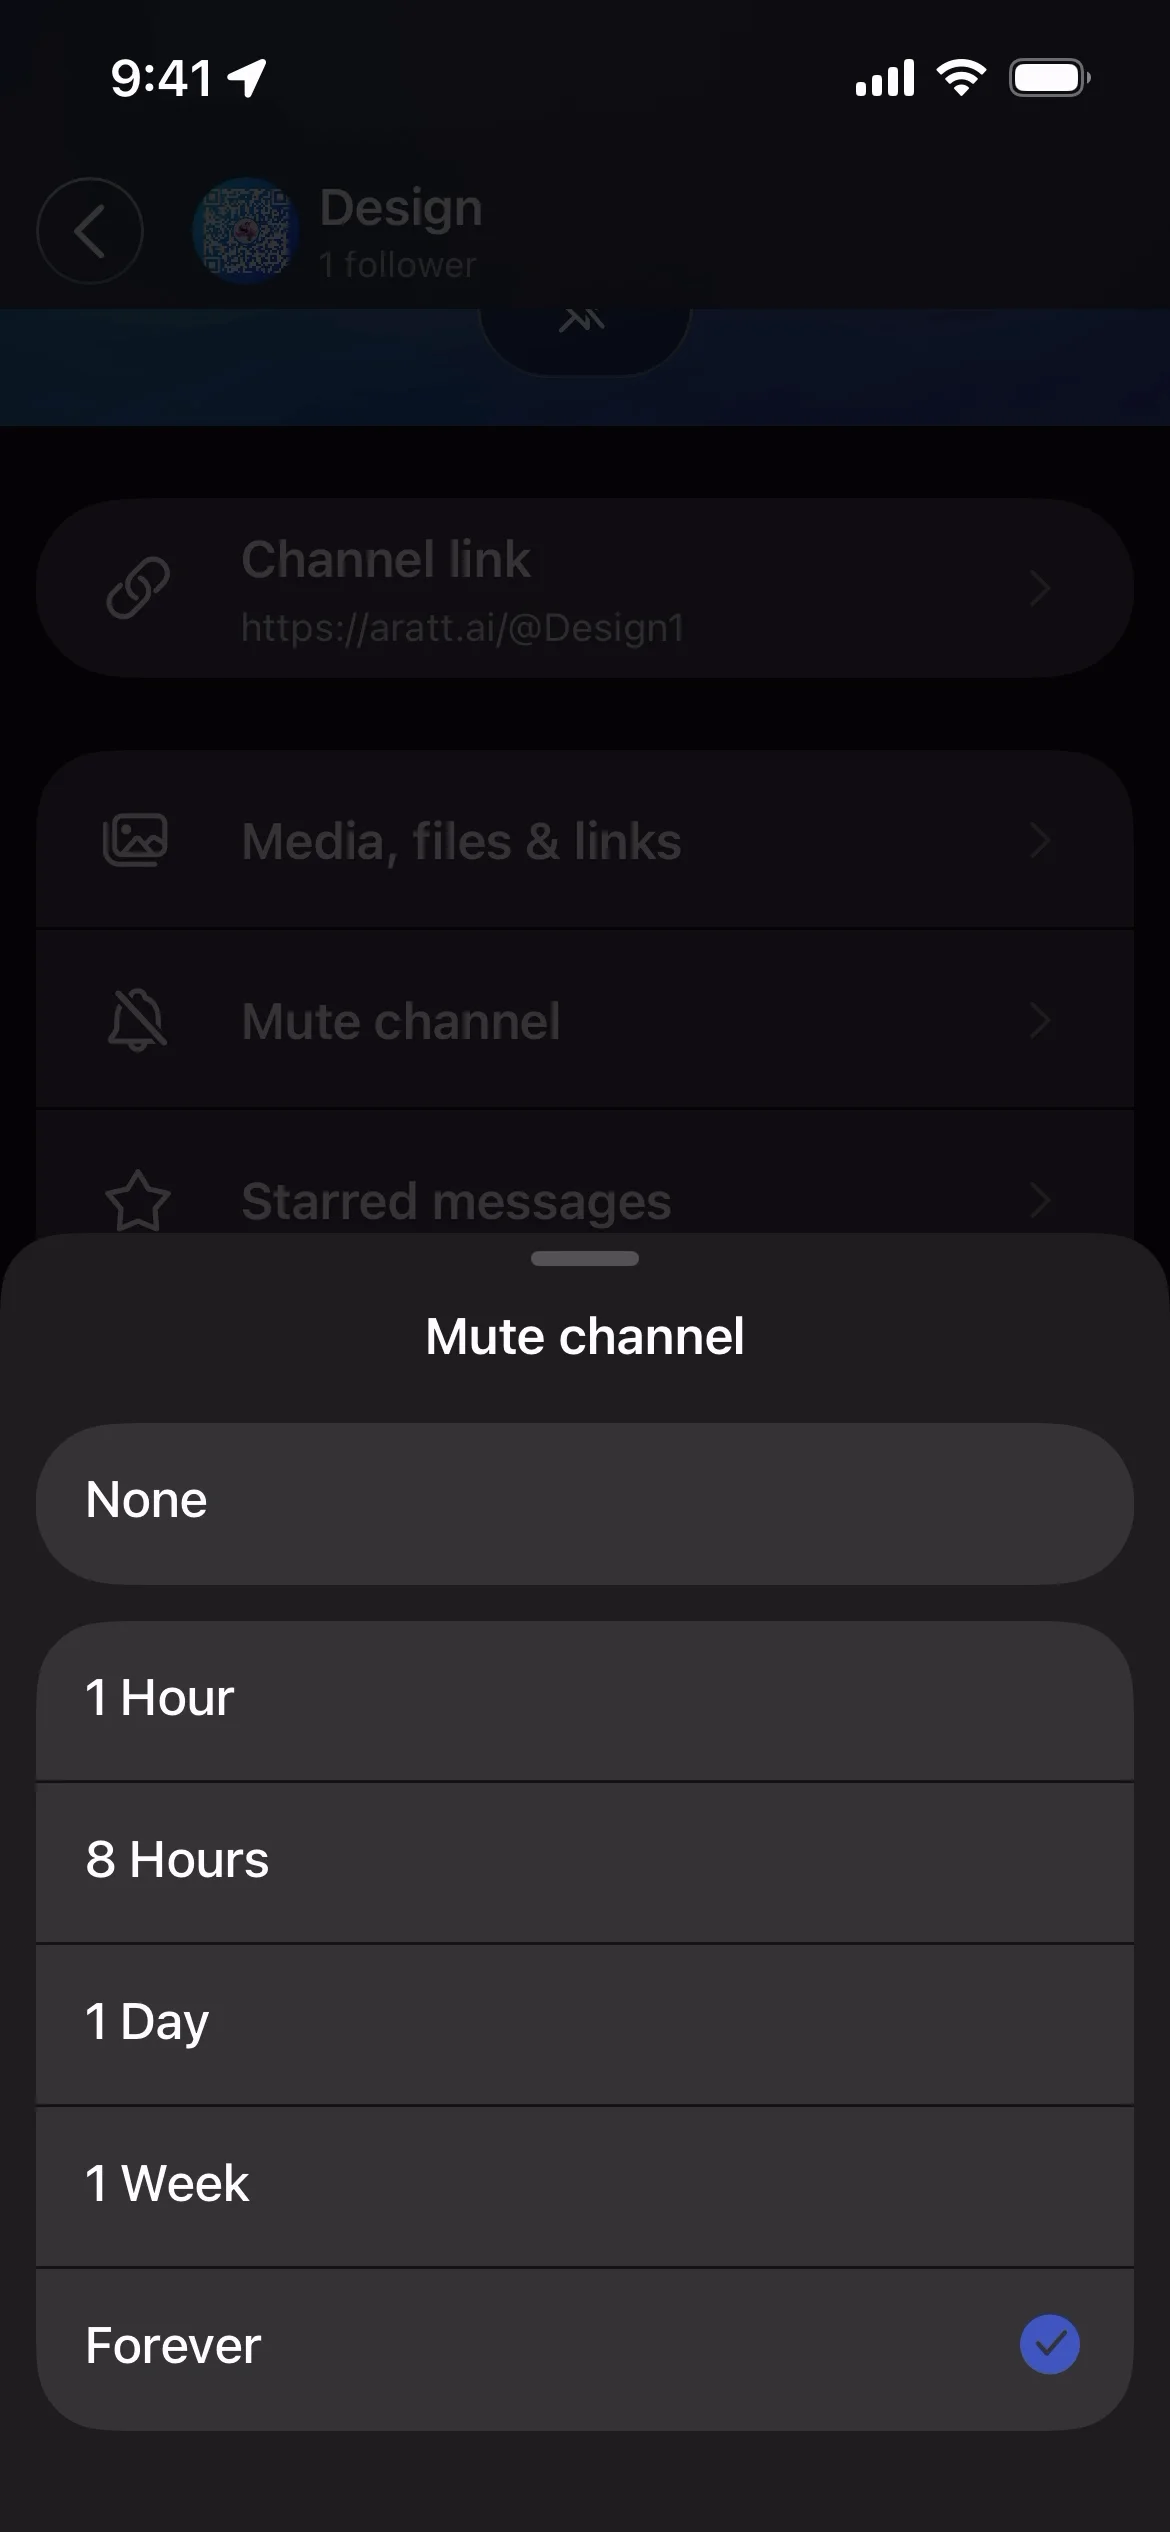 9:41
Design
1 follower
Channel link
https://aratt.ai/@Design1
Media, files & links
Mute channel
Starred messages
Mute channel
None
1 Hour
8 Hours
1 Day
1 Week
Forever